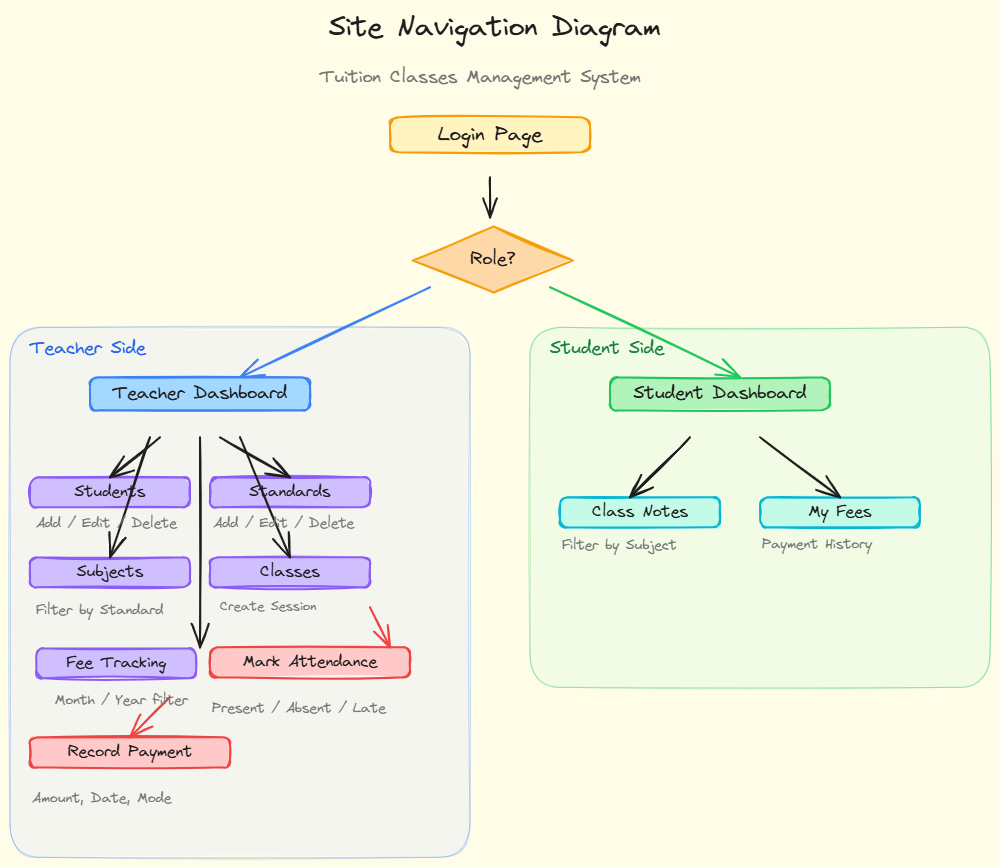 Site Navigation Diagram
Tuition Classes Management System
Login Page
Role?
Teacher Side
Teacher Dashboard
Students
Add / Edit / Delete
Standards
Add / Edit / Delete
Subjects
Filter by Standard
Classes
Create Session
Fee Tracking
Month / Year filter
Mark Attendance
Present / Absent / Late
Record Payment
Amount, Date, Mode
Student Side
Student Dashboard
Class Notes
Filter by Subject
My Fees
Payment History